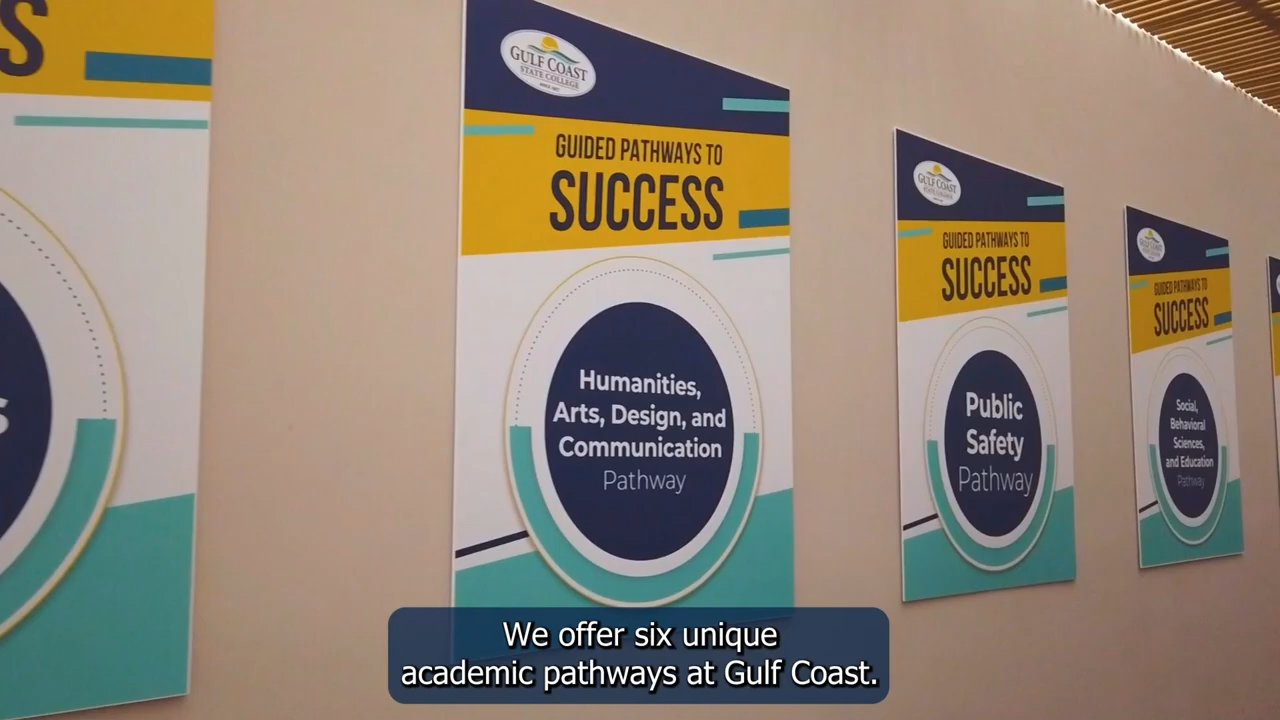 S
s
GULF COAST
STATE COLLEGE
GUIDED PATHWAYS TO
SUCCESS
Humanities,
Arts, Design, and
Communication
Pathway
GULF COAST
STATE COLLEGE
GUIDED PATHWAYS TO
SUCCESS
Public
Safety
Pathway
GUIDED PATHWAYS TO
SUCCESS
Social,
Behavioral
Sciences,
and Education
Pathway
We offer six unique
academic pathways at Gulf Coast.